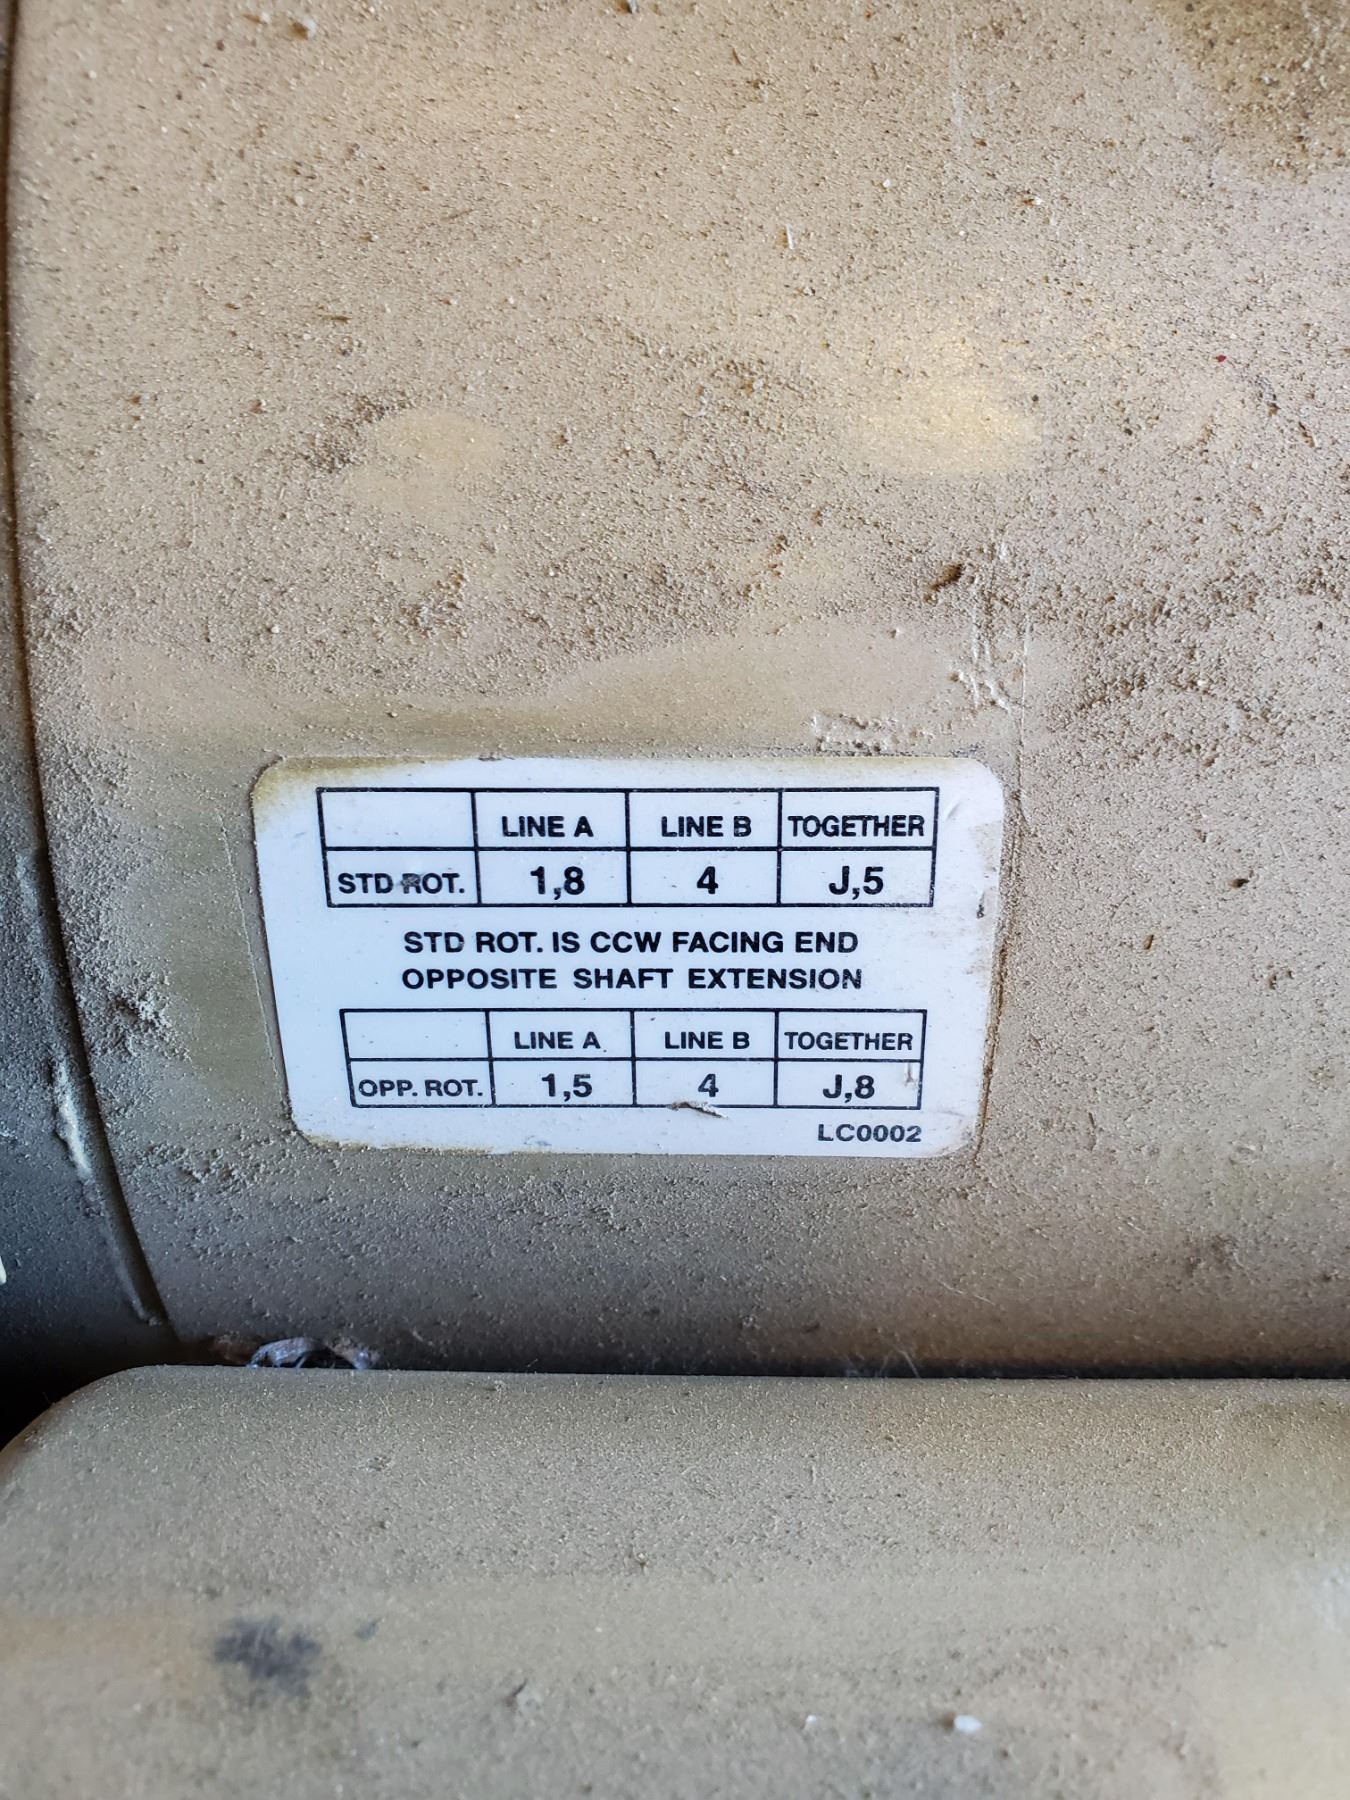 LINE A LINE B TOGETHER
STD ROT. 1,8 4 J,5
STD ROT. IS CCW FACING END
OPPOSITE SHAFT EXTENSION
LINE A LINE B TOGETHER
OPP. ROT. 1,5 4 J,8
LC0002